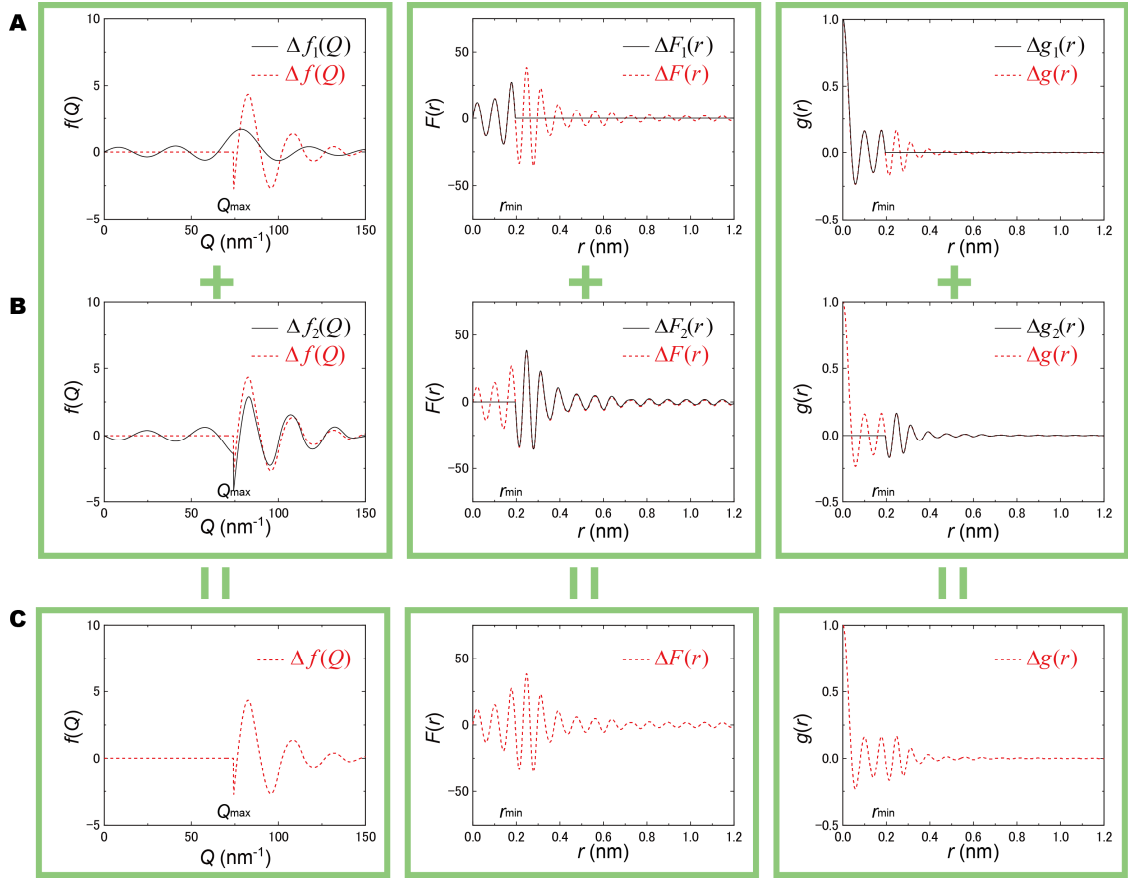 A
10
5
0
−5
0
50
100
150
f(Q)
Δf₁(Q)
Δf(Q)
Qmax
Q (nm⁻¹)
50
0
−50
0.0
0.2
0.4
0.6
0.8
1.0
1.2
F(r)
ΔF₁(r)
ΔF(r)
rmin
r (nm)
1.0
0.5
0.0
−0.5
0.0
0.2
0.4
0.6
0.8
1.0
1.2
g(r)
Δg₁(r)
Δg(r)
rmin
r (nm)
+
+
+
B
10
5
0
−5
0
50
100
150
f(Q)
Δf₂(Q)
Δf(Q)
Qmax
Q (nm⁻¹)
50
0
−50
0.0
0.2
0.4
0.6
0.8
1.0
1.2
F(r)
ΔF₂(r)
ΔF(r)
rmin
r (nm)
1.0
0.5
0.0
−0.5
0.0
0.2
0.4
0.6
0.8
1.0
1.2
g(r)
Δg₂(r)
Δg(r)
rmin
r (nm)
C
10
5
0
−5
0
50
100
150
f(Q)
Δf(Q)
Qmax
Q (nm⁻¹)
50
0
−50
0.0
0.2
0.4
0.6
0.8
1.0
1.2
F(r)
ΔF(r)
rmin
r (nm)
1.0
0.5
0.0
−0.5
0.0
0.2
0.4
0.6
0.8
1.0
1.2
g(r)
Δg(r)
rmin
r (nm)